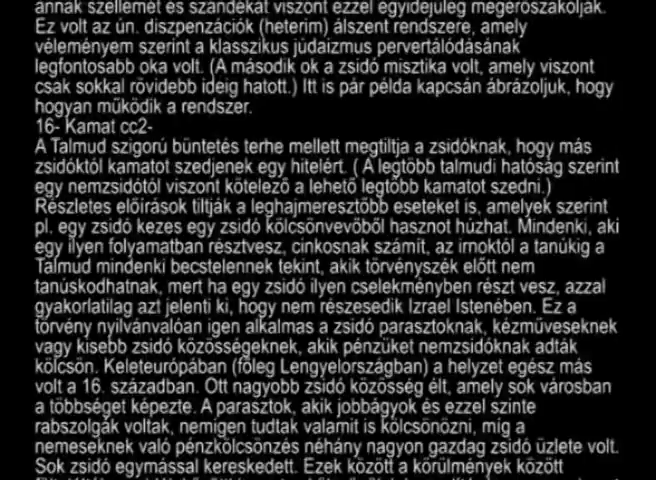 annak szellemét és szándékát viszont ezzel egyidejűleg megerőszakolják.
Ez volt az ún. diszpenzációk (heterim) álszent rendszere, amely
véleményem szerint a klasszikus júdaizmus pervertálódásának
legfontosabb oka volt. (A második ok a zsidó misztika volt, amely viszont
csak sokkal rövidebb ideig hatott.) Itt is pár példa kapcsán ábrázoljuk, hogy
hogyan működik a rendszer.
16- Kamat cc2-
A Talmud szigorú büntetés terhe mellett megtiltja a zsidóknak, hogy más
zsidóktól kamatot szedjenek egy hitelért. ( A legtöbb talmudi hatóság szerint
egy nemzsidótól viszont kötelező a lehető legtöbb kamatot szedni.)
Részletes előírások tiltják a leghajmeresztőbb eseteket is, amelyek szerint
pl. egy zsidó kezes egy zsidó kölcsönvevőből hasznot húzhat. Mindenki, aki
egy ilyen folyamatban résztvesz, cinkosnak számít, az írnoktól a tanúkig a
Talmud mindenki becstelennek tekint, akik törvényszék előtt nem
tanúskodhatnak, mert ha egy zsidó ilyen cselekményben részt vesz, azzal
gyakorlatilag azt jelenti ki, hogy nem részesedik Izrael Istenében. Ez a
törvény nyilvánvalóan igen alkalmas a zsidó parasztoknak, kézműveseknek
vagy kisebb zsidó közösségeknek, akik pénzüket nemzsidóknak adták
kölcsön. Keleteurópában (főleg Lengyelországban) a helyzet egész más
volt a 16. században. Ott nagyobb zsidó közösség élt, amely sok városban
a többséget képezte. A parasztok, akik jobbágyok és ezzel szinte
rabszolgák voltak, nemigen tudtak valamit is kölcsönözni, míg a
nemeseknek való pénzkölcsönzés néhány nagyon gazdag zsidó üzlete volt.
Sok zsidó egymással kereskedett. Ezek között a körülmények között